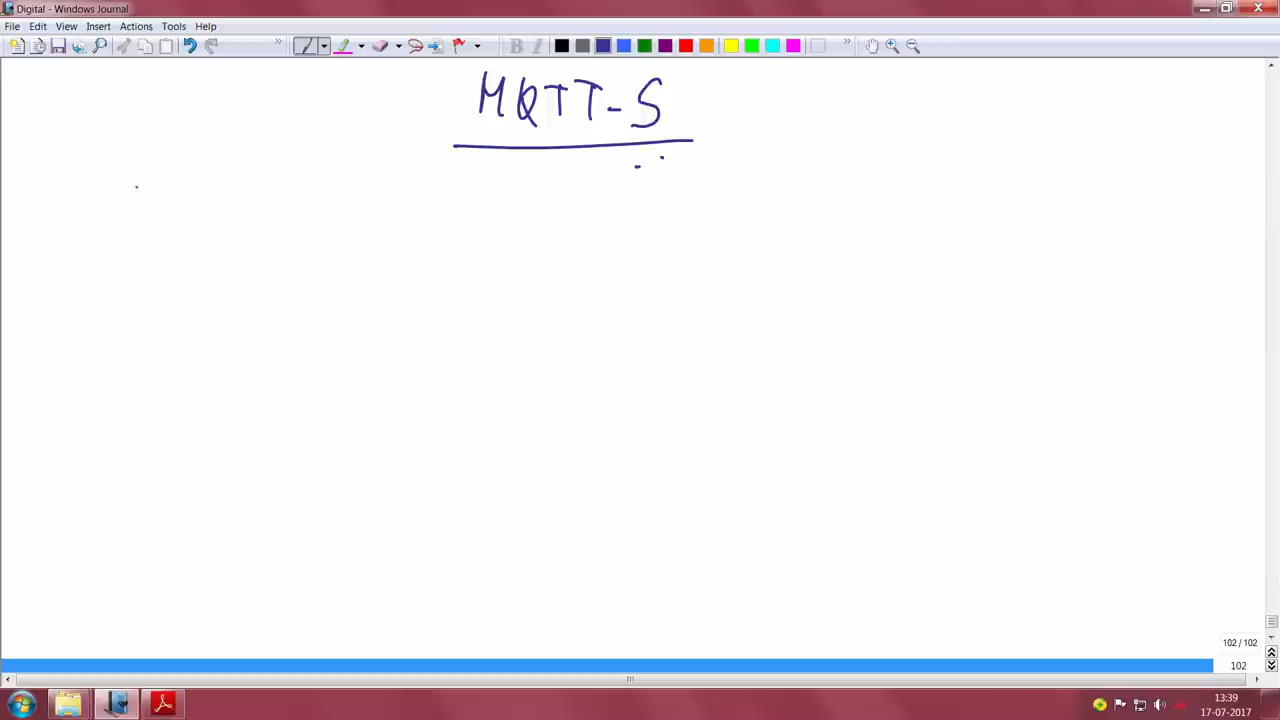 Digital - Windows Journal
File Edit View Insert Actions Tools Help
B I
MQTT-S
102 / 102
102
13:39
17-07-2017